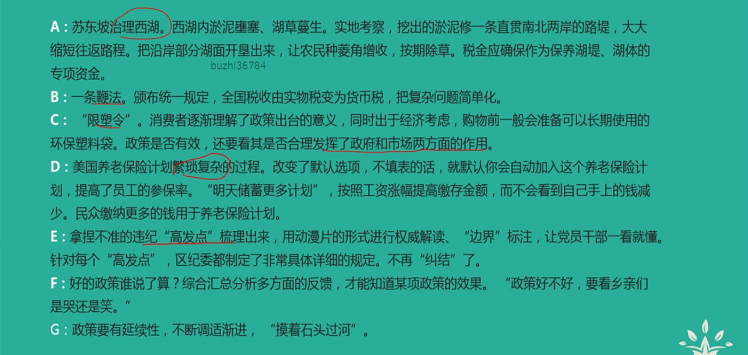 A：苏东坡治理西湖。西湖内淤泥壅塞、湖草蔓生。实地考察，挖出的淤泥修一条直贯南北两岸的路堤，大大
缩短往返路程。把沿岸部分湖面开垦出来，让农民种菱角增收，按期除草。税金应确保作为保养湖堤、湖体的
专项资金。
buzhi36784
B：一条鞭法。颁布统一规定，全国税收由实物税变为货币税，把复杂问题简单化。
C：“限塑令”。消费者逐渐理解了政策出台的意义，同时出于经济考虑，购物前一般会准备可以长期使用的
环保塑料袋。政策是否有效，还要看其是否合理发挥了政府和市场两方面的作用。
D：美国养老保险计划繁琐复杂的过程。改变了默认选项，不填表的话，就默认你会自动加入这个养老保险计
划，提高了员工的参保率。“明天储蓄更多计划”，按照工资涨幅提高缴存金额，而不会看到自己手上的钱减
少。民众缴纳更多的钱用于养老保险计划。
E：拿捏不准的违纪“高发点”梳理出来，用动漫片的形式进行权威解读、“边界”标注，让党员干部一看就懂。
针对每个“高发点”，区纪委都制定了非常具体详细的规定。不再“纠结”了。
F：好的政策谁说了算？综合汇总分析多方面的反馈，才能知道某项政策的效果。“政策好不好，要看乡亲们
是哭还是笑。”
G：政策要有延续性，不断调适渐进，“摸着石头过河”。